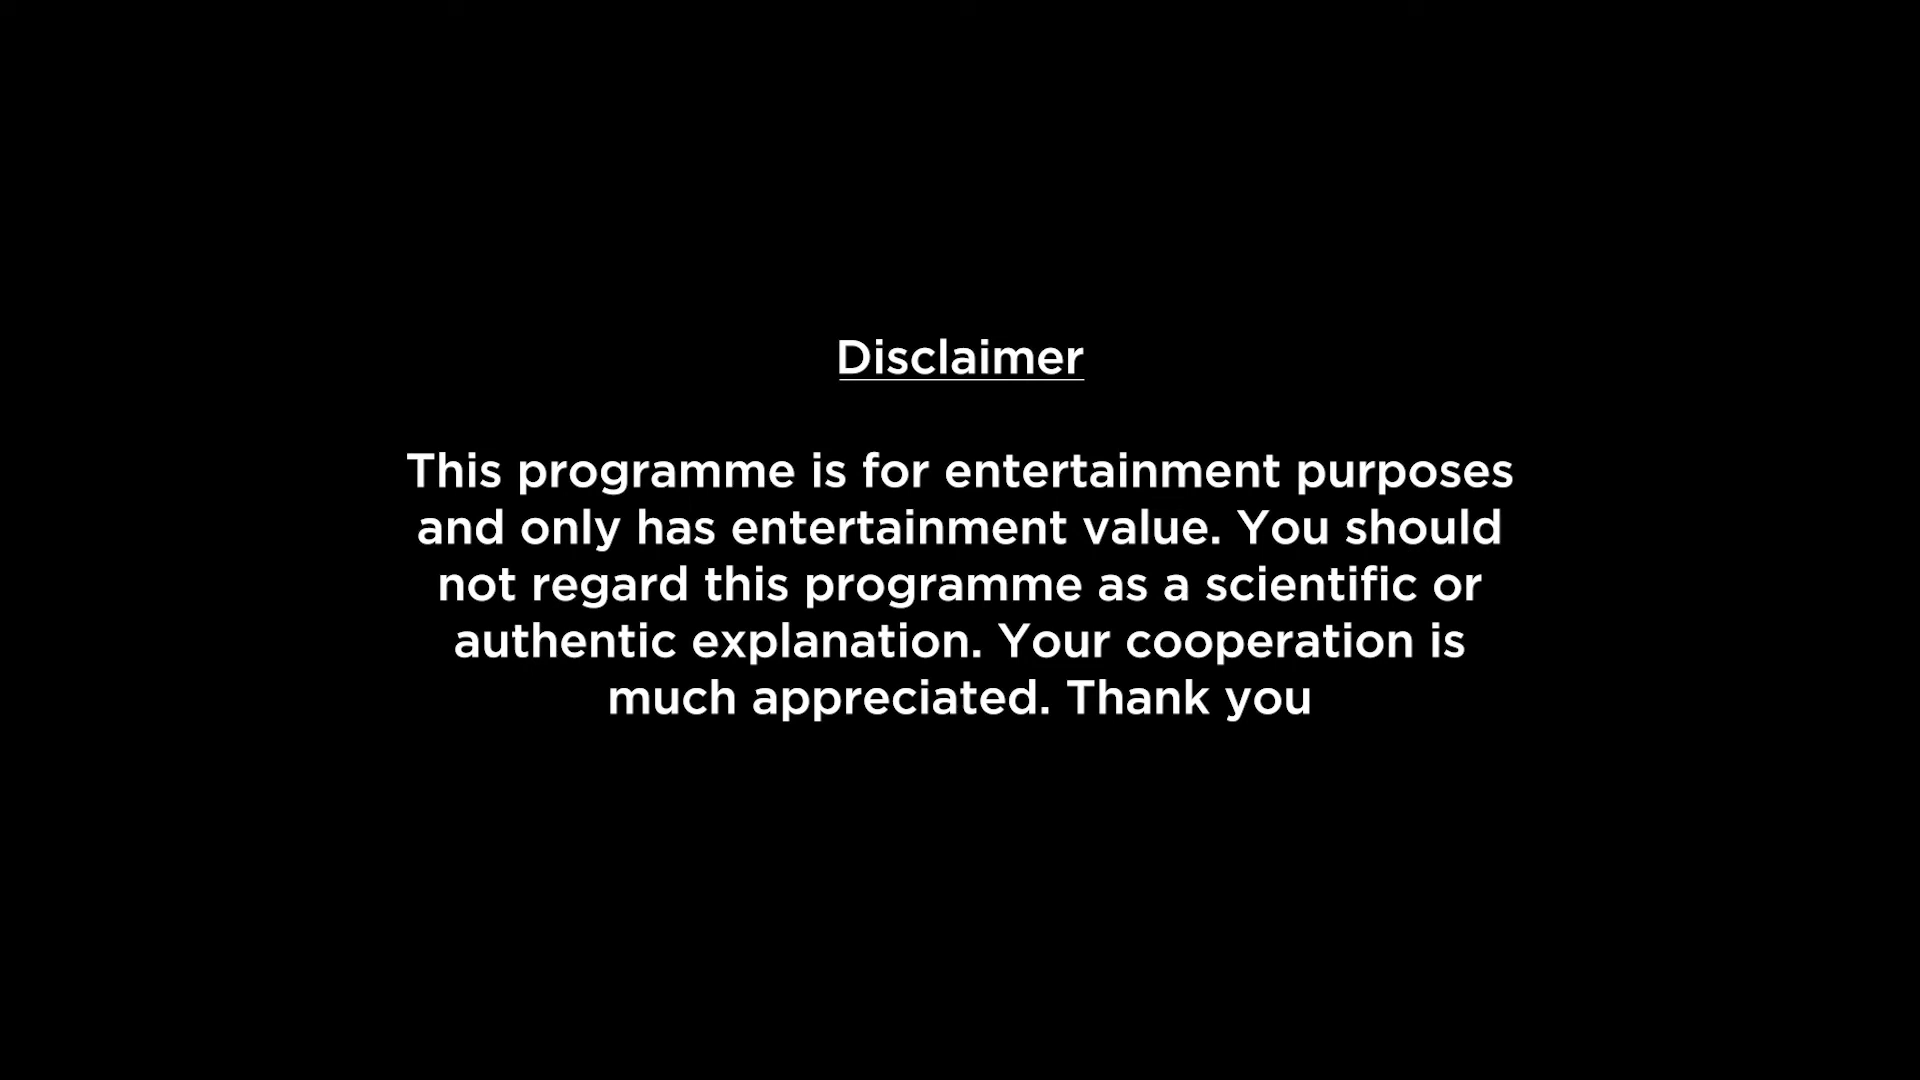 Disclaimer
This programme is for entertainment purposes
and only has entertainment value. You should
not regard this programme as a scientific or
authentic explanation. Your cooperation is
much appreciated. Thank you